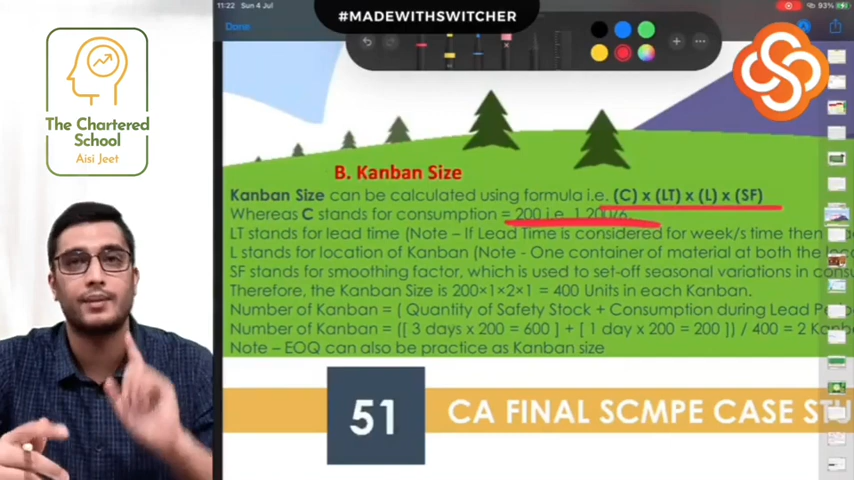 11:22 Sun 4 Jul
93%
#MADEWITHSWITCHER
Done
The Chartered
School
Aisi Jeet
B. Kanban Size
Kanban Size can be calculated using formula i.e. (C) x (LT) x (L) x (SF)
Whereas C stands for consumption = 200 i.e. 1,200/6.
LT stands for lead time (Note – If Lead Time is considered for week/s time then
L stands for location of Kanban (Note - One container of material at both the
SF stands for smoothing factor, which is used to set-off seasonal variations in
Therefore, the Kanban Size is 200×1×2×1 = 400 Units in each Kanban.
Number of Kanban = ( Quantity of Safety Stock + Consumption during Lead
Number of Kanban = ([ 3 days x 200 = 600 ] + [ 1 day x 200 = 200 ]) / 400 = 2
Note – EOQ can also be practice as Kanban size
51
CA FINAL SCMPE CASE